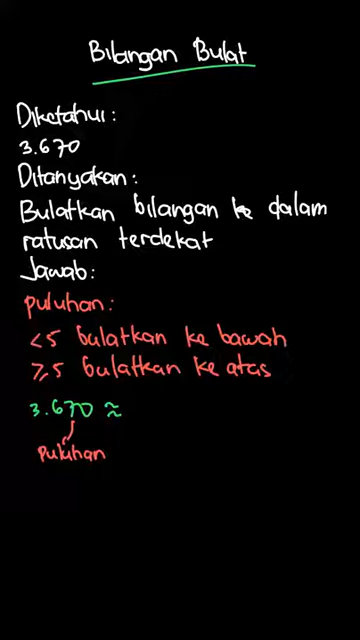 Bilangan Bulat
Diketahui:
3.670
Ditanyakan:
Bulatkan bilangan ke dalam
ratusan terdekat
Jawab:
puluhan:
<5 bulatkan ke bawah
≥5 bulatkan ke atas
3.670 ≈
puluhan